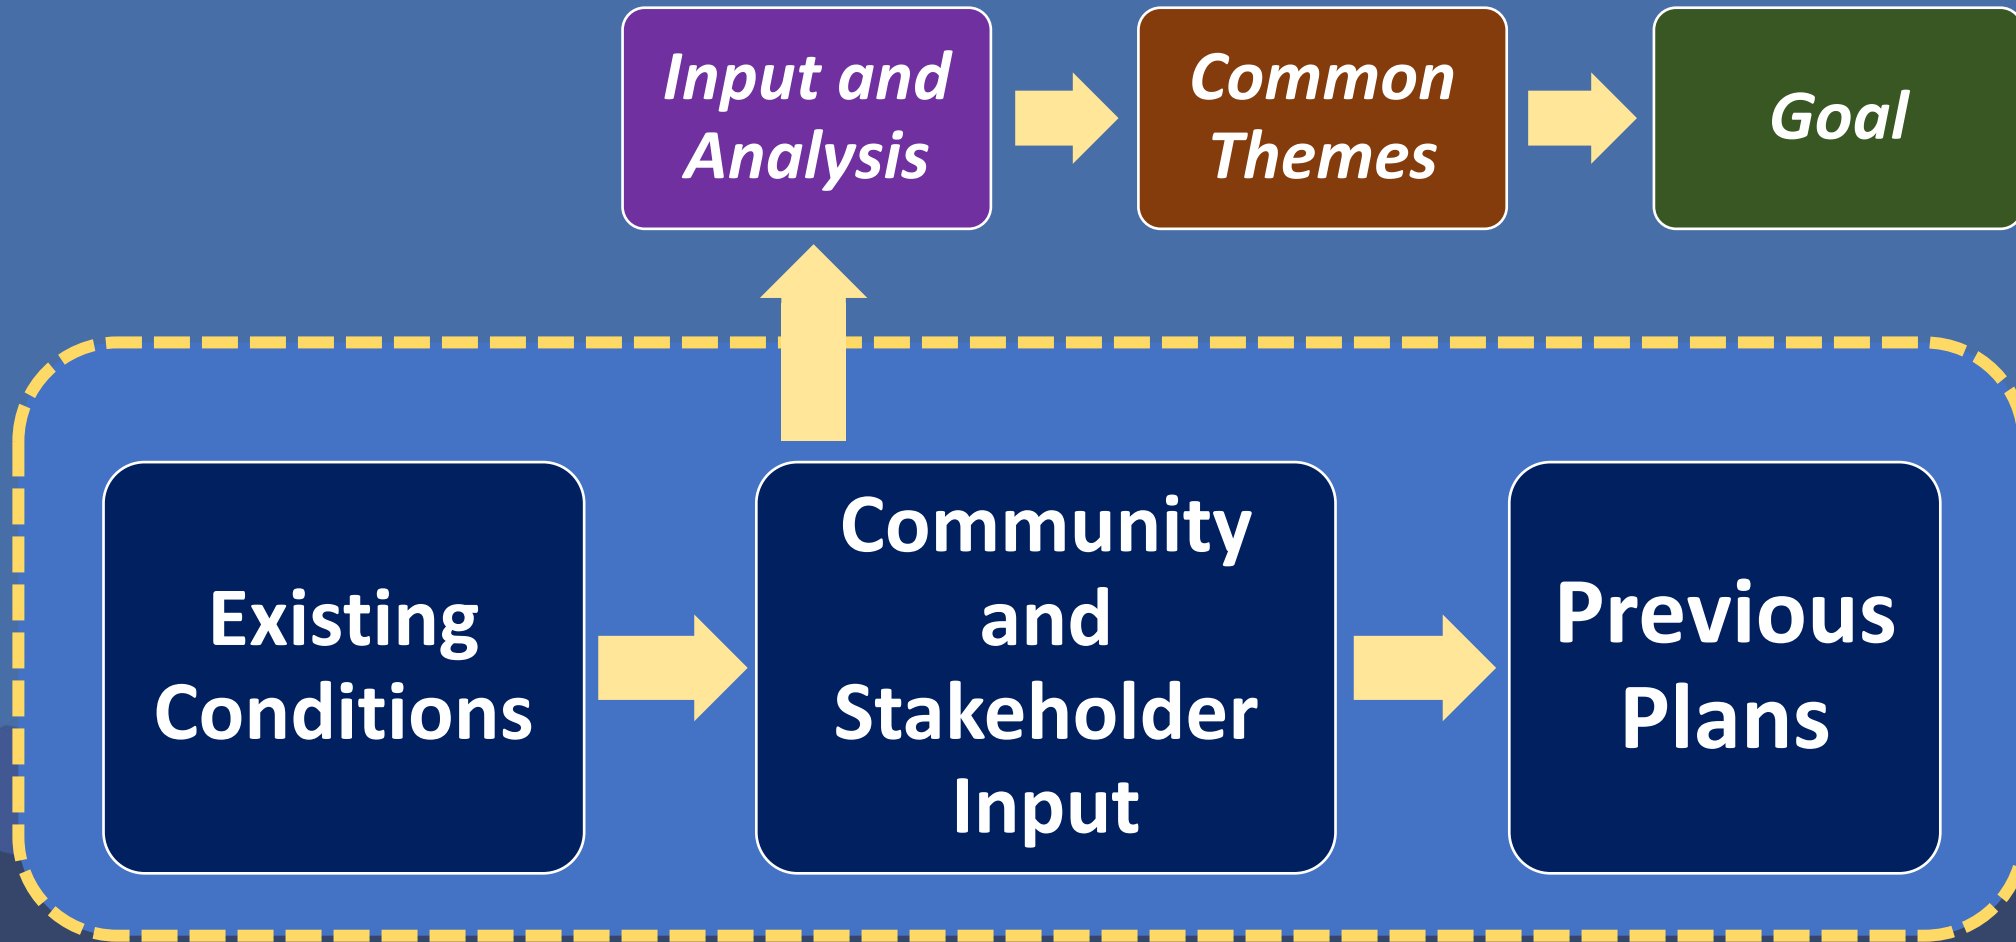 Input and
Analysis
Common
Themes
Goal
Existing
Conditions
Community
and
Stakeholder
Input
Previous
Plans